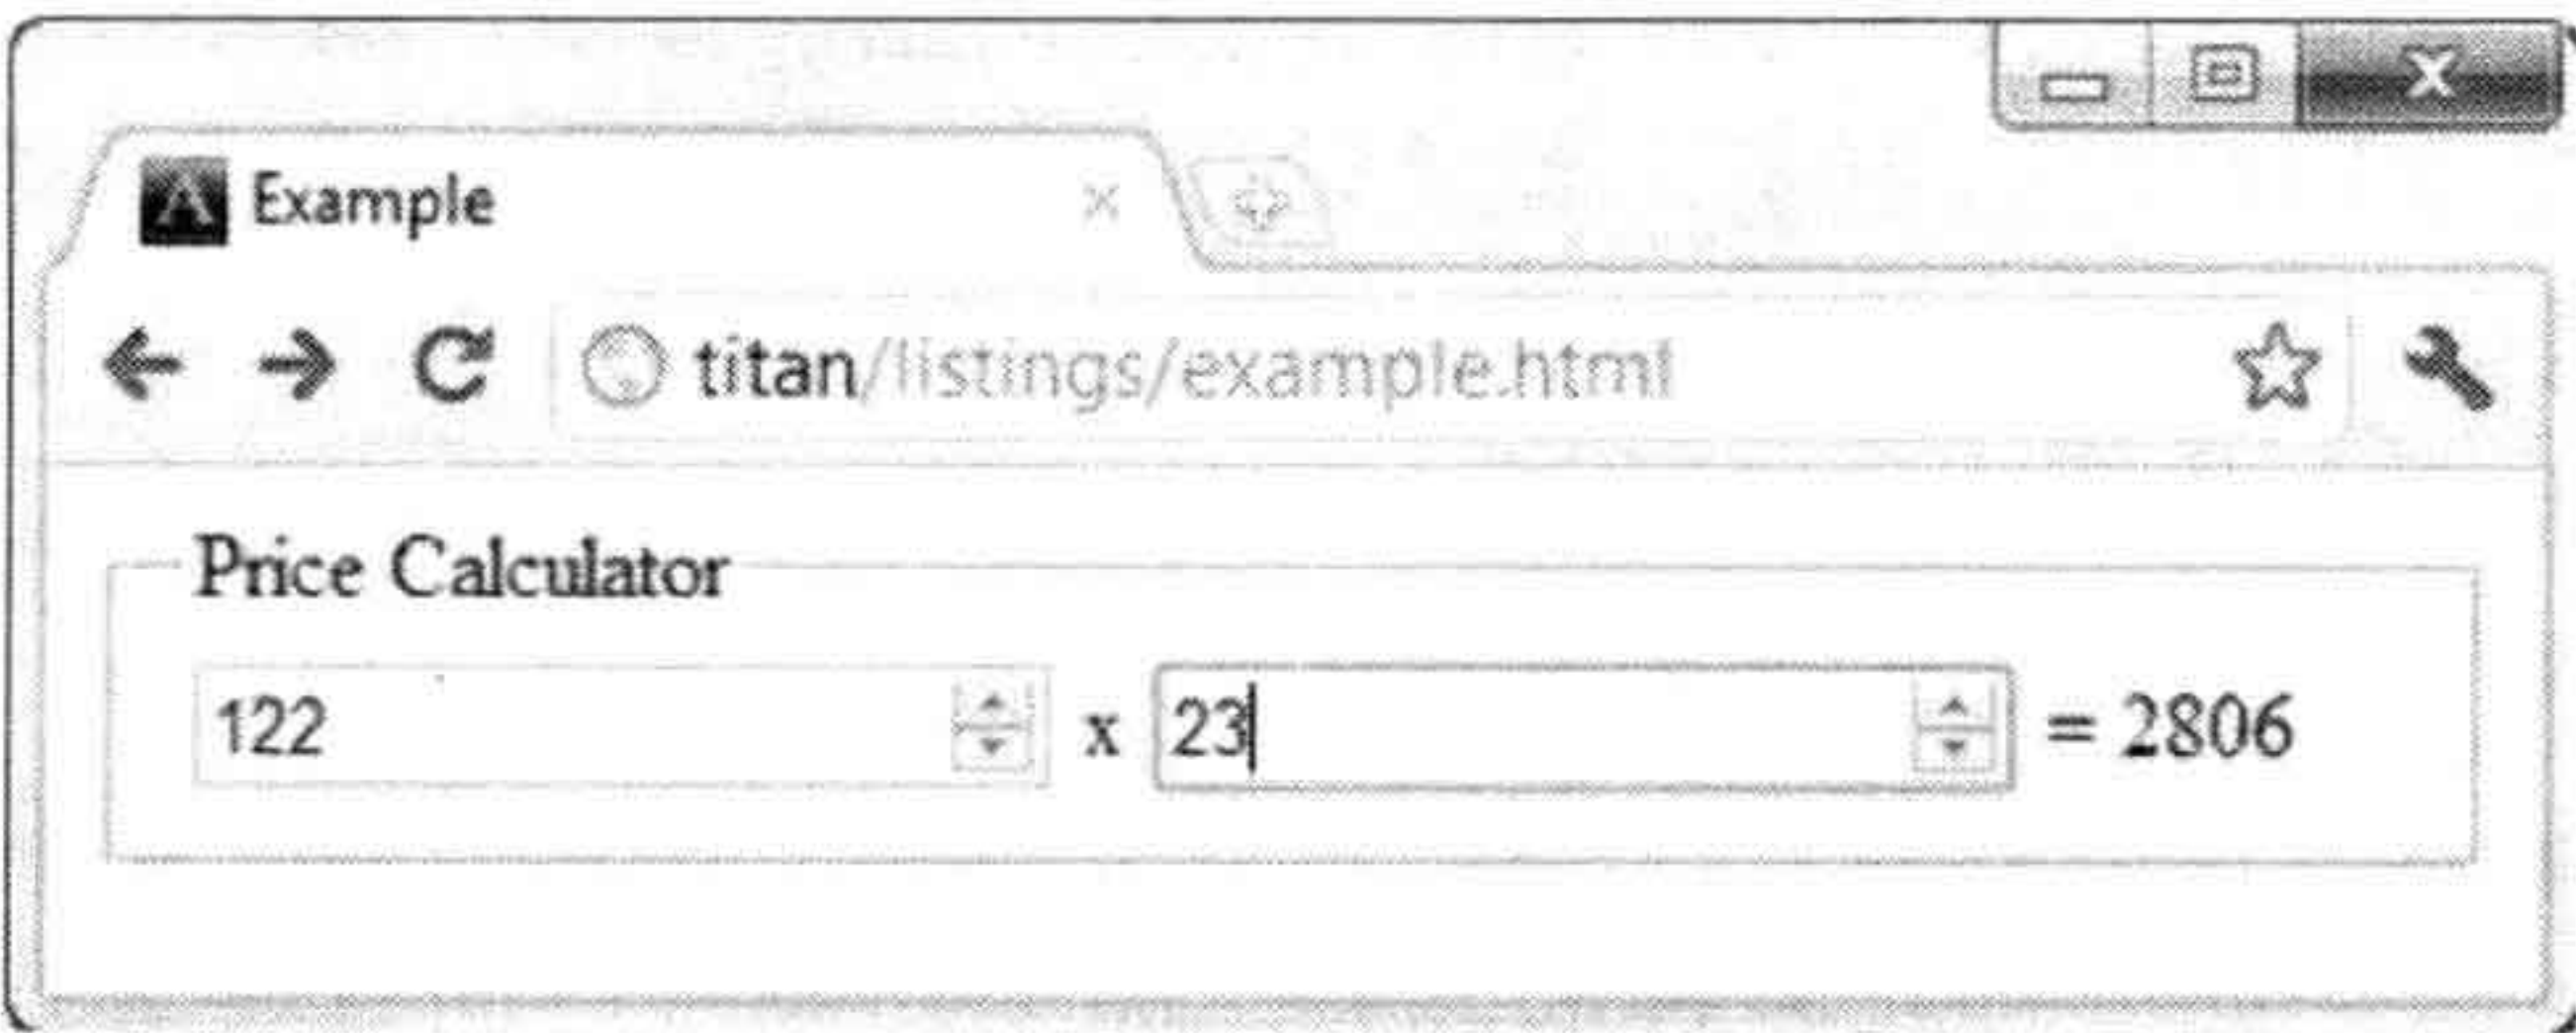 Example
titan/listings/example.html
Price Calculator
122 x 23 = 2806